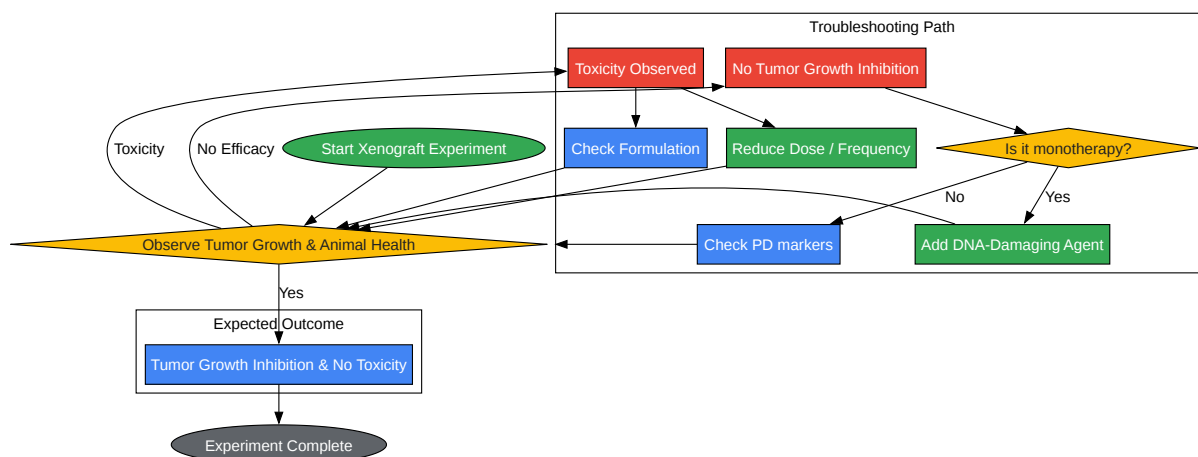 Troubleshooting Path
Toxicity Observed
No Tumor Growth Inhibition
Toxicity
No Efficacy
Start Xenograft Experiment
Check Formulation
Reduce Dose / Frequency
Is it monotherapy?
No
Yes
Observe Tumor Growth & Animal Health
Check PD markers
Add DNA-Damaging Agent
Yes
Expected Outcome
Tumor Growth Inhibition & No Toxicity
Experiment Complete